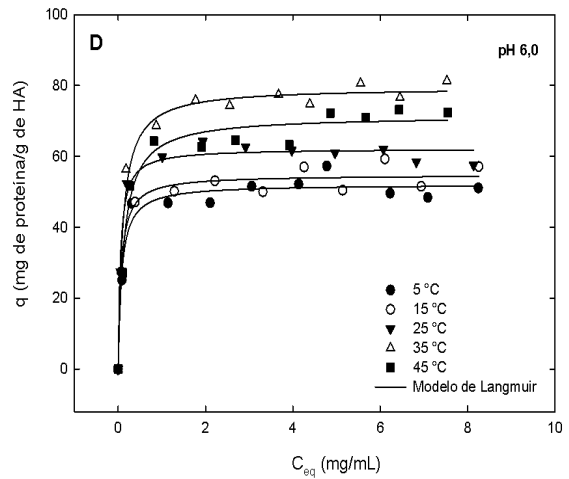 100
D
pH 6,0
80
60
40
20
0
q (mg de proteína/g de HA)
5 °C
15 °C
25 °C
35 °C
45 °C
Modelo de Langmuir
0 2 4 6 8 10
Ceq (mg/mL)